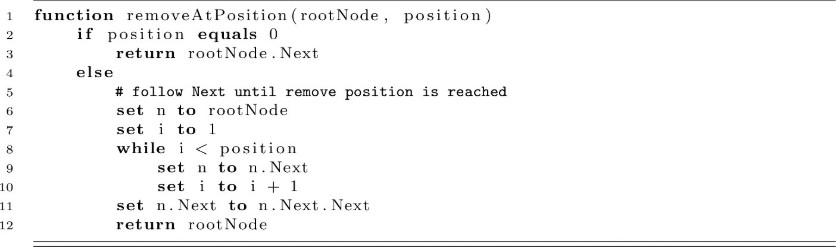 1 function removeAtPosition(rootNode, position)
2 if position equals 0
3 return rootNode.Next
4 else
5 # follow Next until remove position is reached
6 set n to rootNode
7 set i to 1
8 while i < position
9 set n to n.Next
10 set i to i + 1
11 set n.Next to n.Next.Next
12 return rootNode